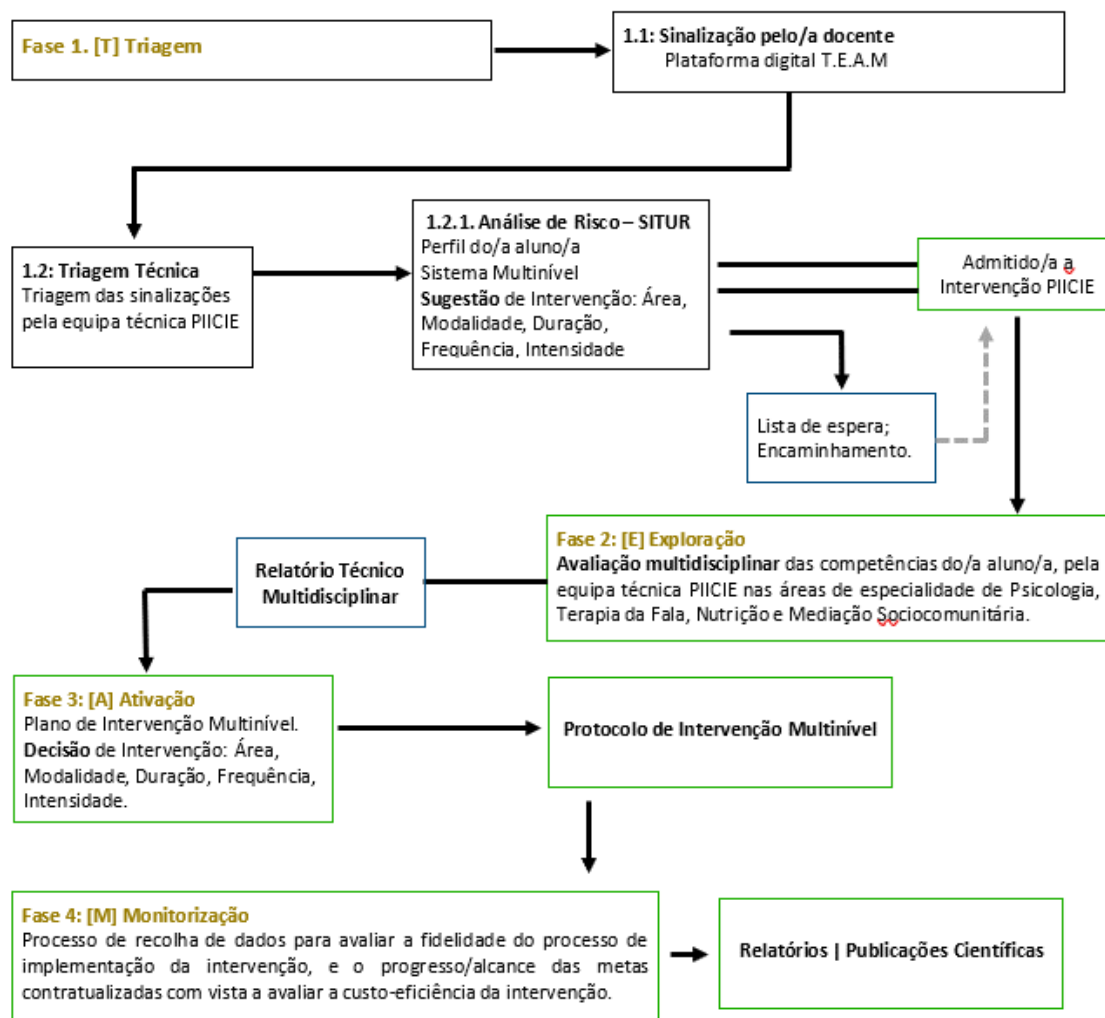 Fase 1. [T] Triagem
1.1: Sinalização pelo/a docente
Plataforma digital T.E.A.M
1.2: Triagem Técnica
Triagem das sinalizações
pela equipa técnica PIICIE
1.2.1. Análise de Risco – SITUR
Perfil do/a aluno/a
Sistema Multinível
Sugestão de Intervenção: Área,
Modalidade, Duração,
Frequência, Intensidade
Admitido/a a
Intervenção PIICIE
Lista de espera;
Encaminhamento.
Fase 2: [E] Exploração
Avaliação multidisciplinar das competências do/a aluno/a, pela
equipa técnica PIICIE nas áreas de especialidade de Psicologia,
Terapia da Fala, Nutrição e Mediação Sociocomunitária.
Relatório Técnico
Multidisciplinar
Fase 3: [A] Ativação
Plano de Intervenção Multinível.
Decisão de Intervenção: Área,
Modalidade, Duração, Frequência,
Intensidade.
Protocolo de Intervenção Multinível
Fase 4: [M] Monitorização
Processo de recolha de dados para avaliar a fidelidade do processo de
implementação da intervenção, e o progresso/alcance das metas
contratualizadas com vista a avaliar a custo-eficiência da intervenção.
Relatórios | Publicações Científicas